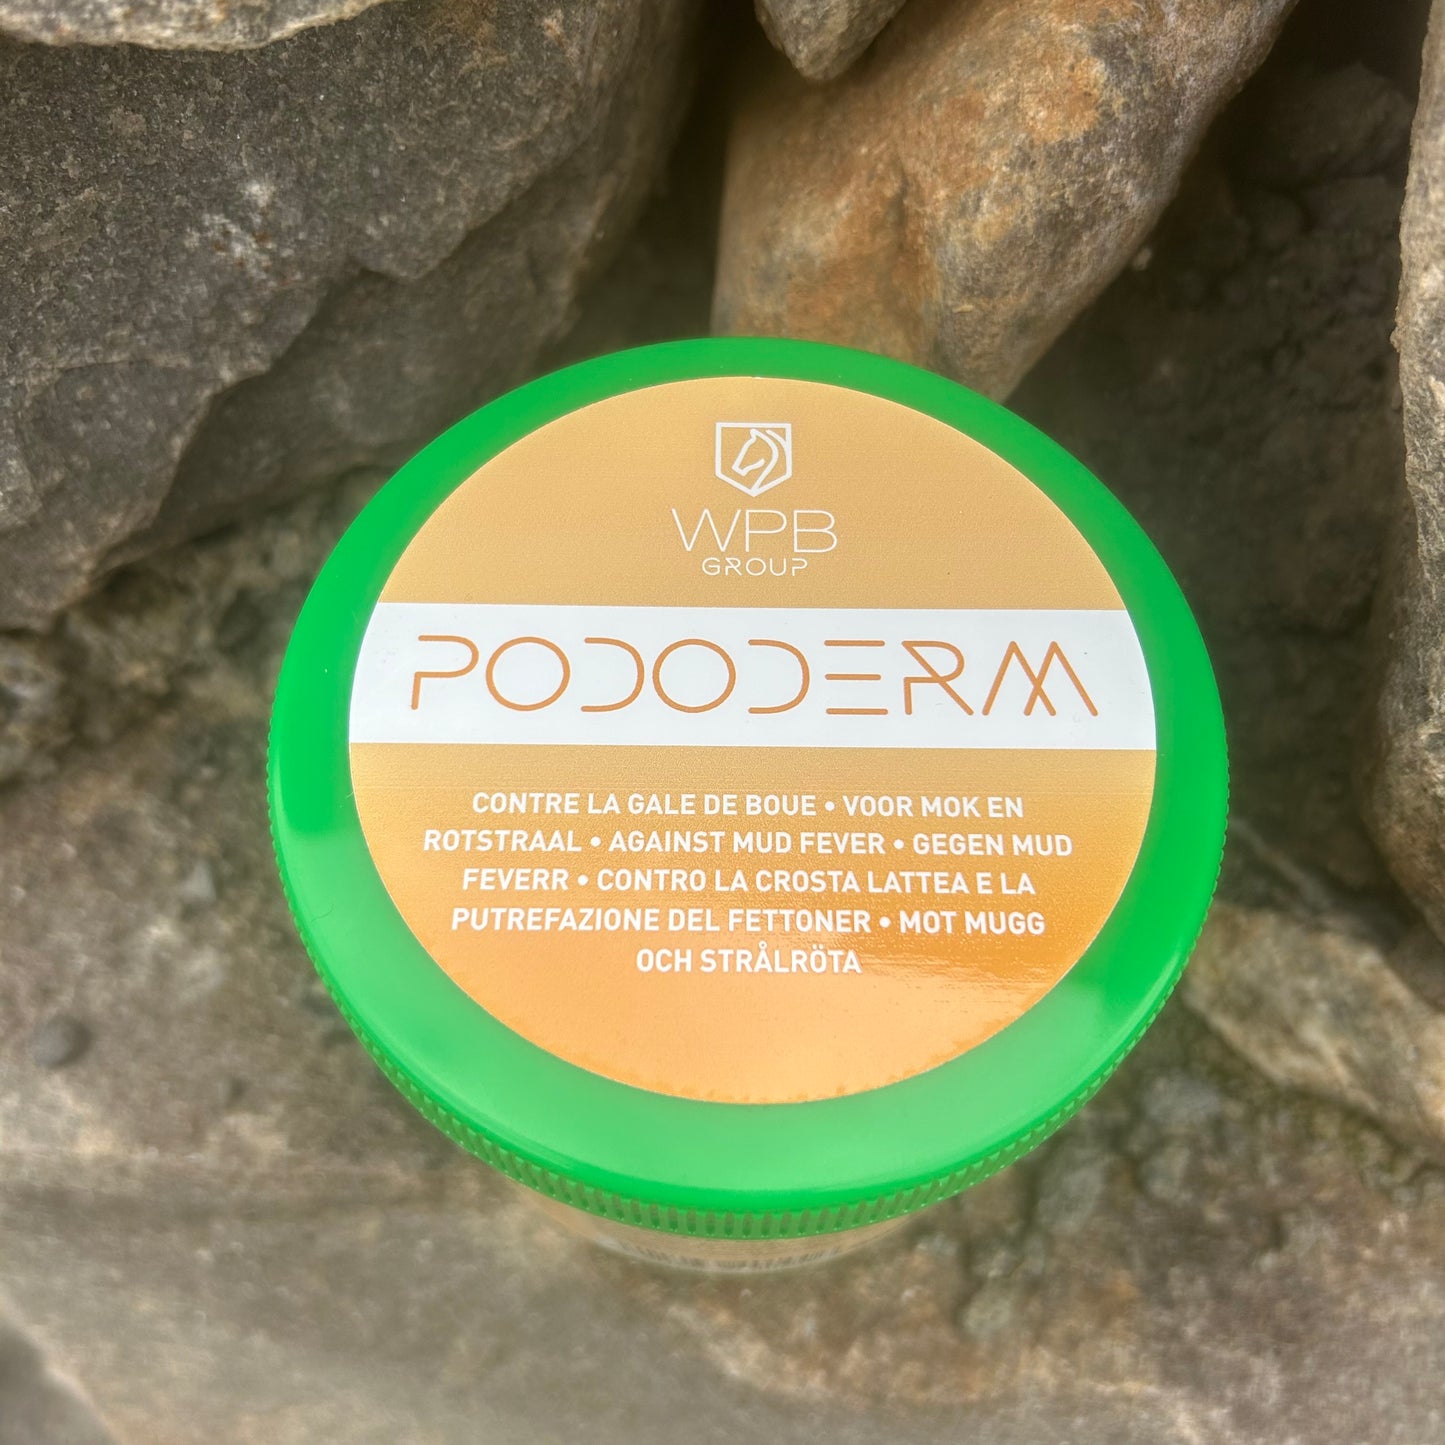 WPB
GROUP
PODODERM
CONTRE LA GALE DE BOUE • VOOR MOK EN
ROTSTRAAL • AGAINST MUD FEVER • GEGEN MUD
FEVERR • CONTRO LA CROSTA LATTEA E LA
PUTREFAZIONE DEL FETTONER • MOT MUGG
OCH STRÅLRÖTA